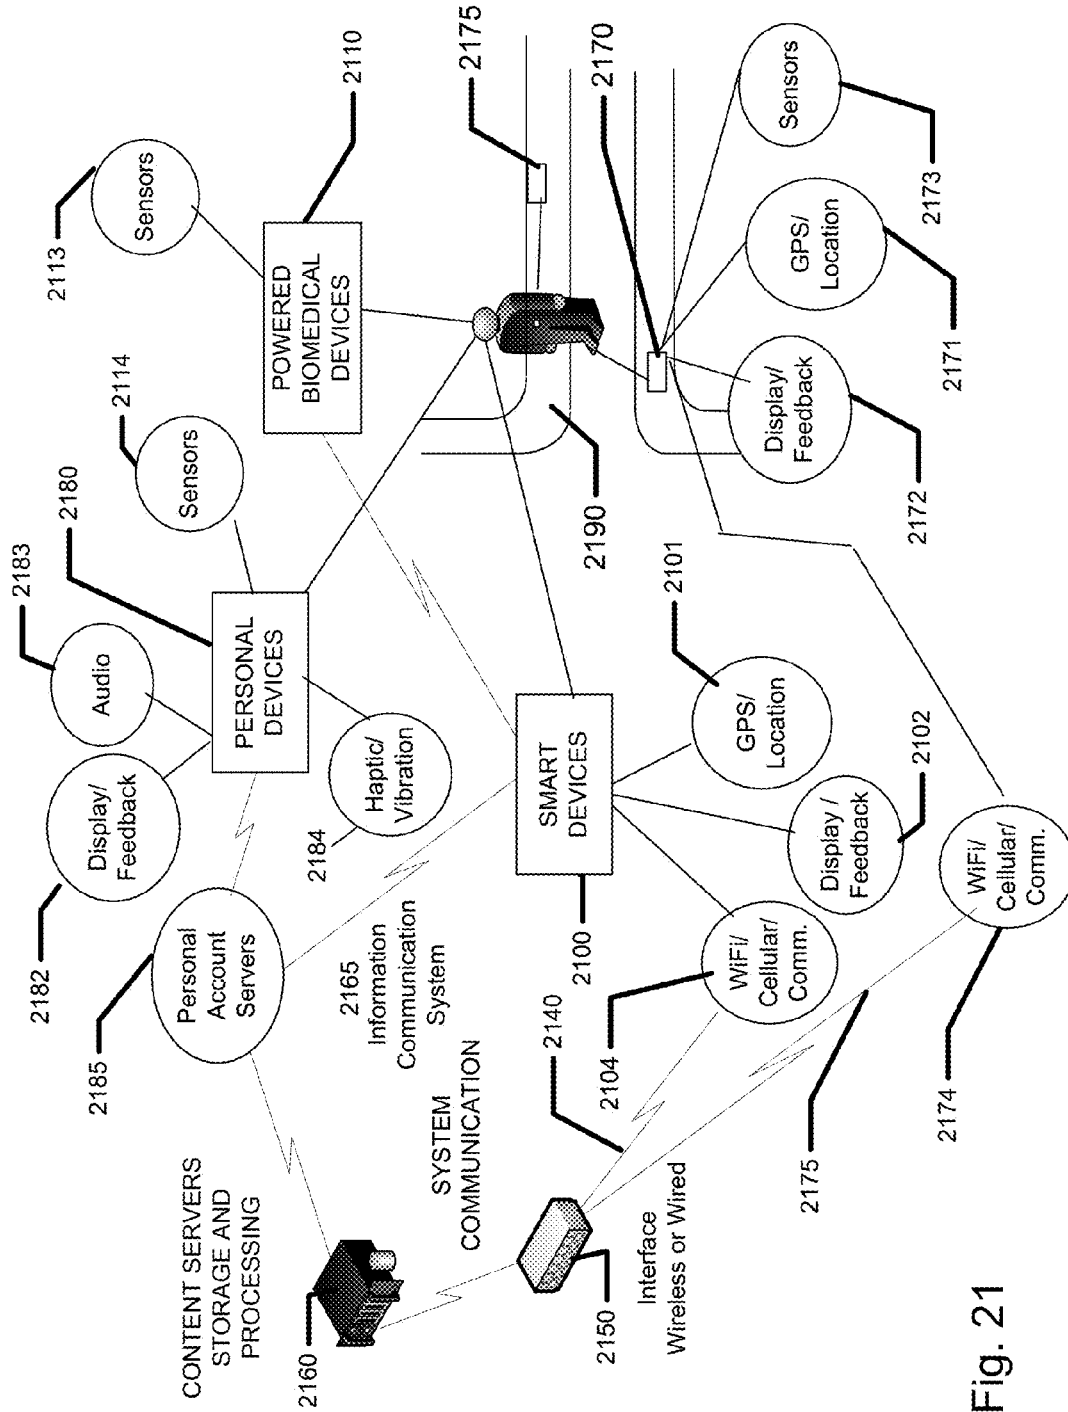 2113
Sensors
2110
POWERED
BIOMEDICAL
DEVICES
2175
2114
Sensors
2180
2183
Audio
PERSONAL
DEVICES
Display/
Feedback
2182
Haptic/
Vibration
2184
Personal
Account
Servers
2185
2165
Information
Communication
System
SYSTEM
COMMUNICATION
CONTENT SERVERS
STORAGE AND
PROCESSING
2160
2150
Interface
Wireless or Wired
2140
2104
WiFi/
Cellular/
Comm.
2100
SMART
DEVICES
2101
GPS/
Location
Display /
Feedback
2102
2190
2170
Sensors
2173
GPS/
Location
2171
Display/
Feedback
2172
WiFi/
Cellular/
Comm.
2174
2175
Fig. 21